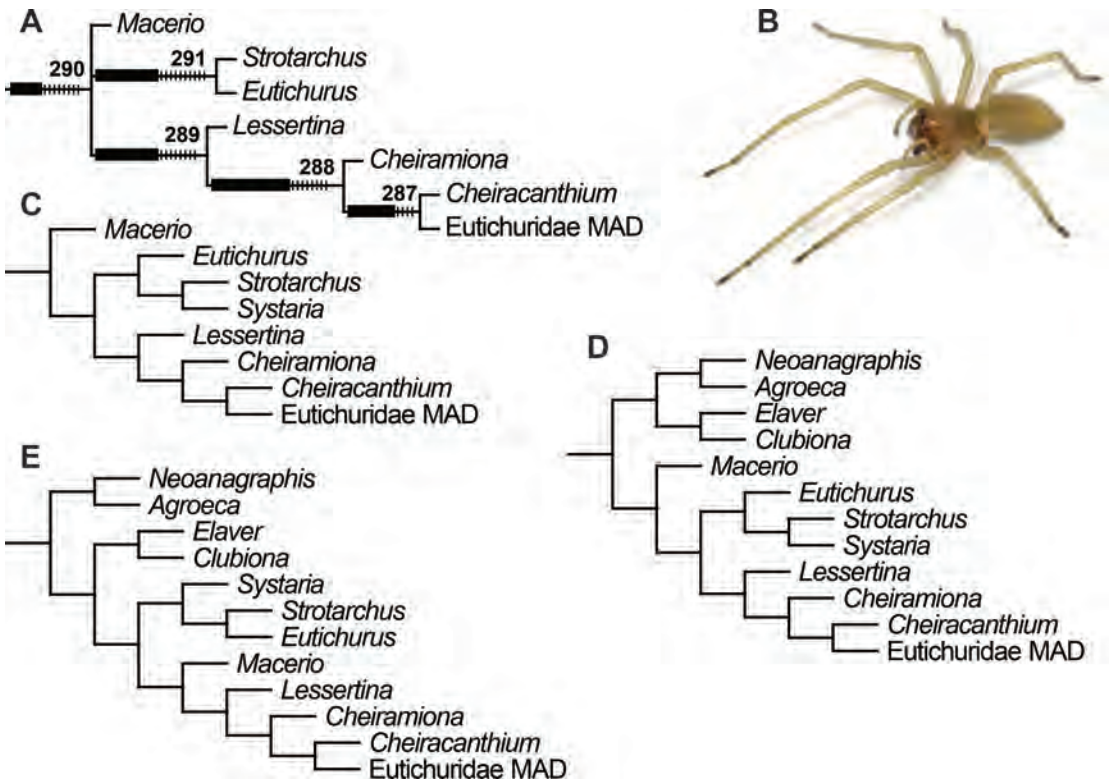 A
Macerio
290
291
Strotarchus
Eutichurus
289
Lessertina
288
Cheiramiona
287
Cheiracanthium
Eutichuridae MAD
B
C
Macerio
Eutichurus
Strotarchus
Systaria
Lessertina
Cheiramiona
Cheiracanthium
Eutichuridae MAD
D
Neoanagraphis
Agroeca
Elaver
Clubiona
Macerio
Eutichurus
Strotarchus
Systaria
Lessertina
Cheiramiona
Cheiracanthium
Eutichuridae MAD
E
Neoanagraphis
Agroeca
Elaver
Clubiona
Systaria
Strotarchus
Eutichurus
Macerio
Lessertina
Cheiramiona
Cheiracanthium
Eutichuridae MAD